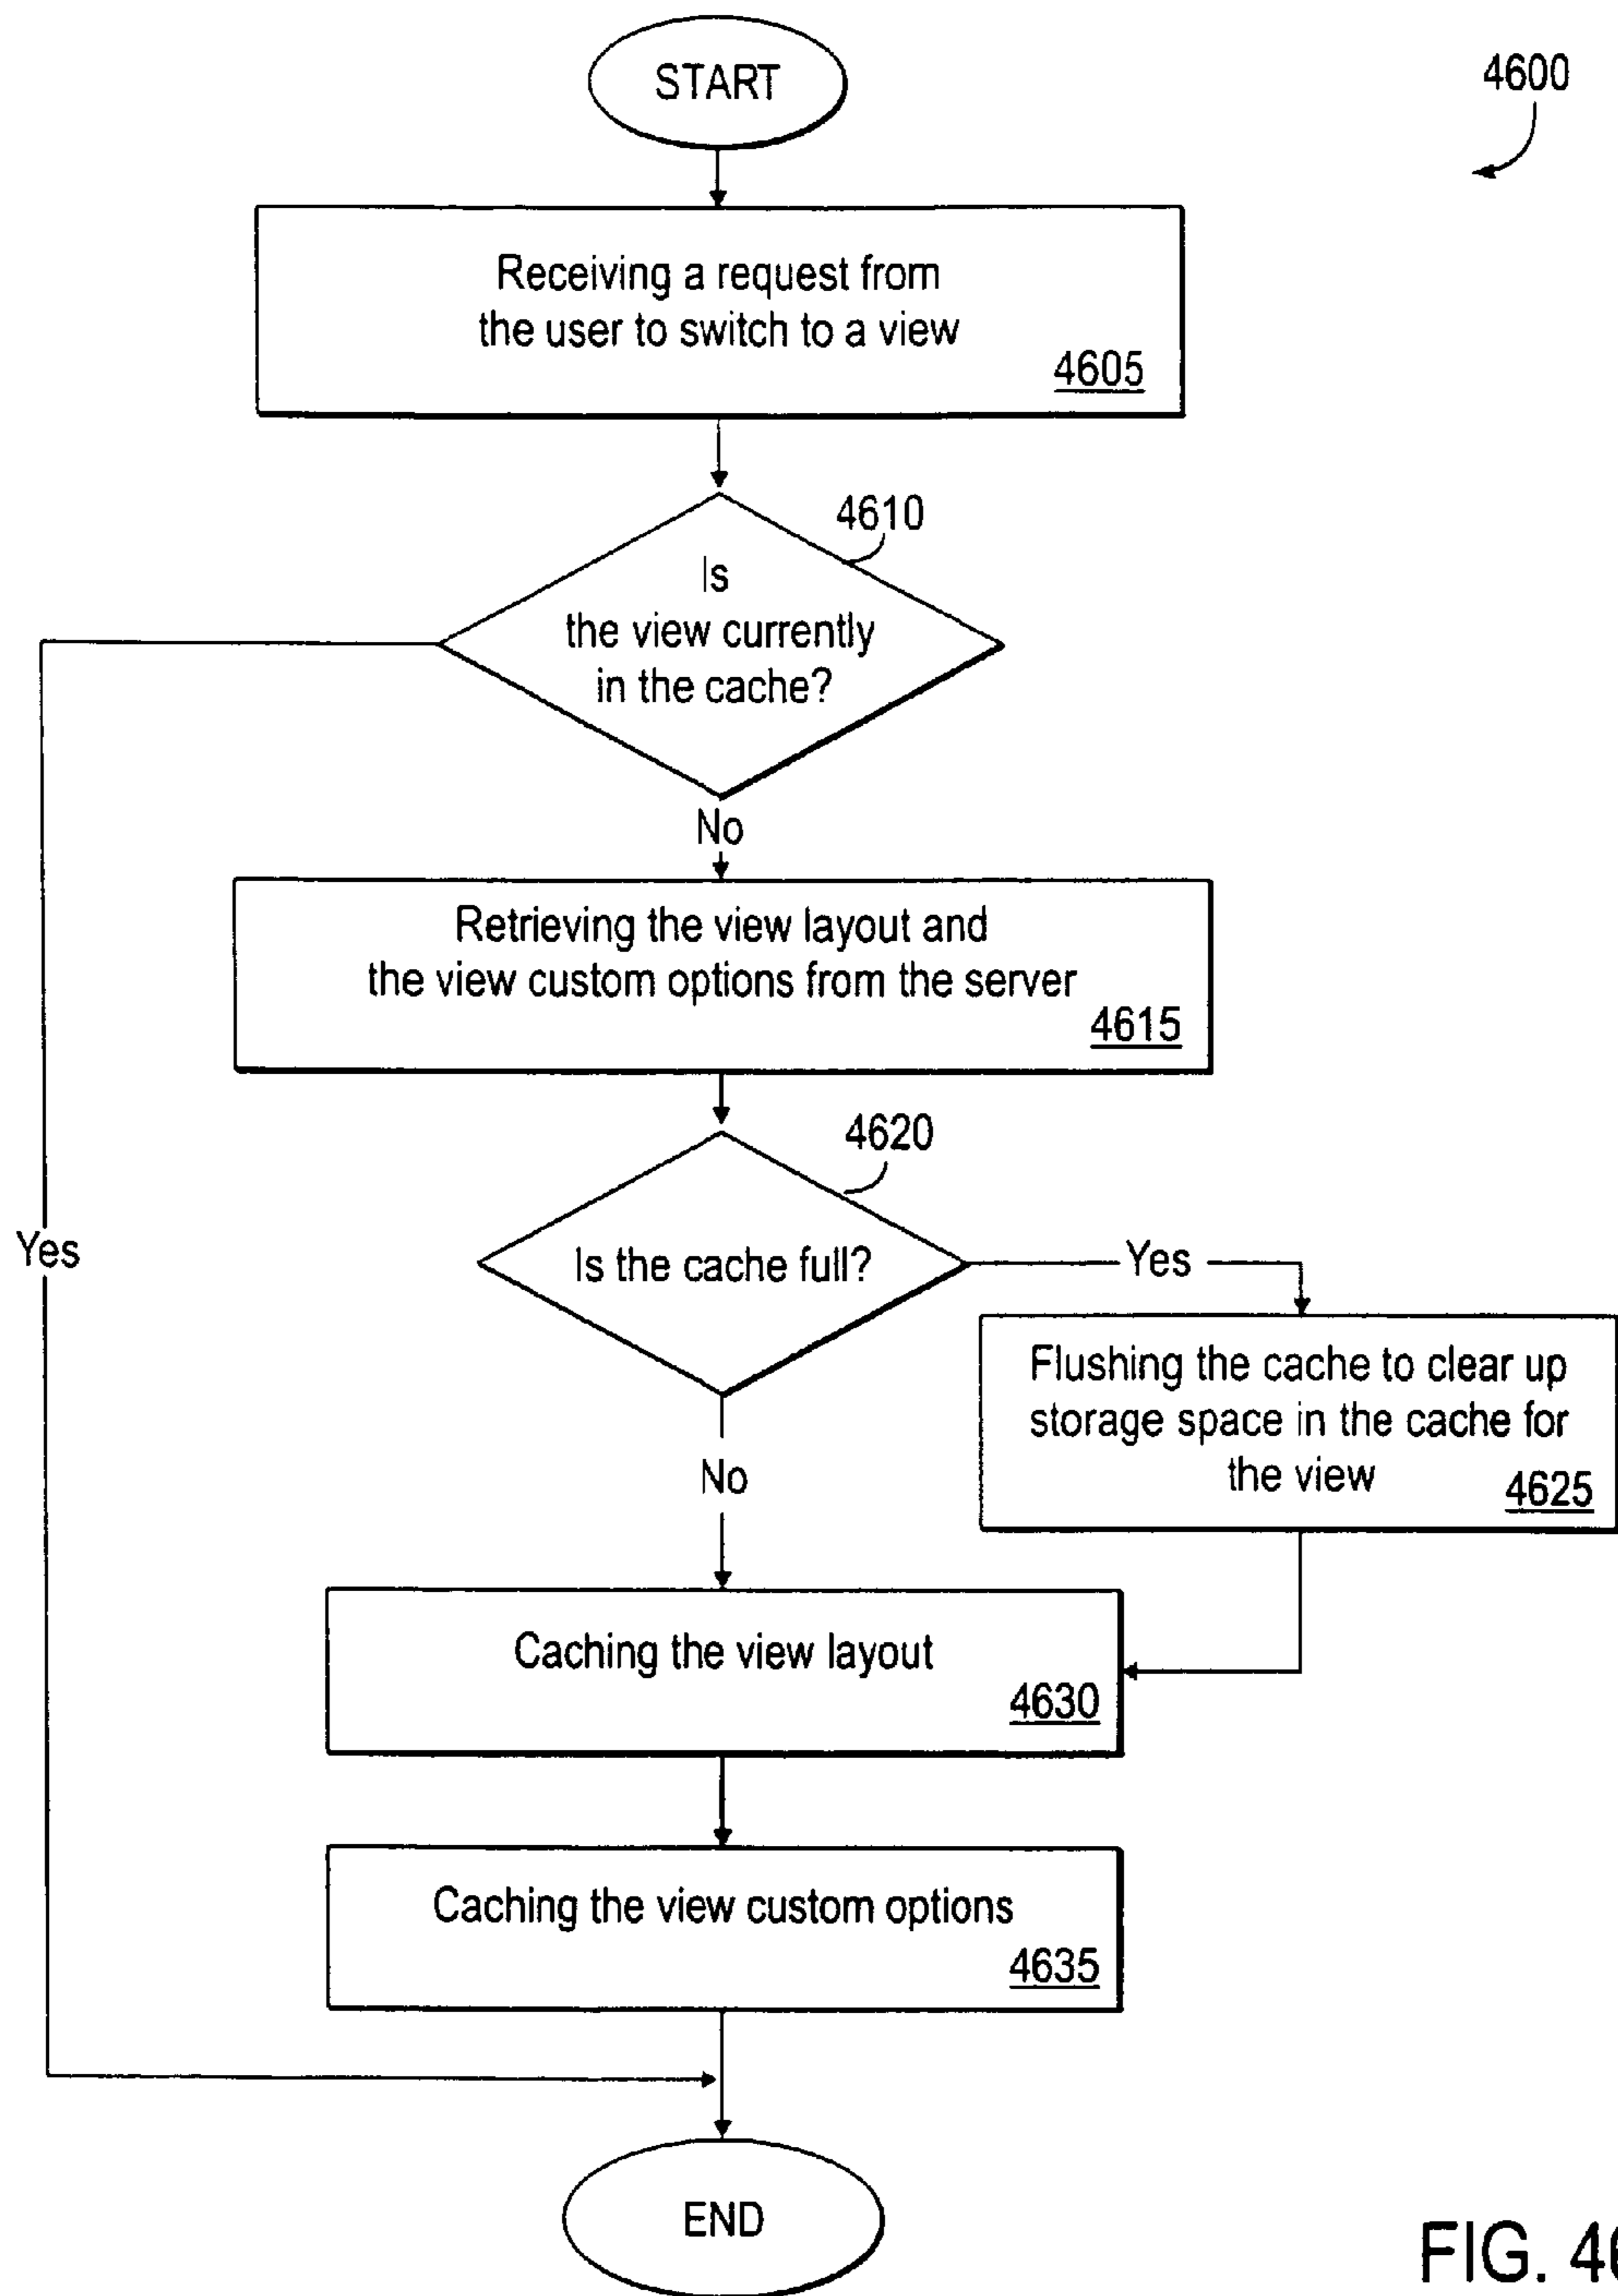 START
4600
Receiving a request from
the user to switch to a view
4605
4610
Is
the view currently
in the cache?
No
Retrieving the view layout and
the view custom options from the server
4615
4620
Yes
Is the cache full?
Yes
Flushing the cache to clear up
storage space in the cache for
the view
4625
No
Caching the view layout
4630
Caching the view custom options
4635
END
FIG. 46